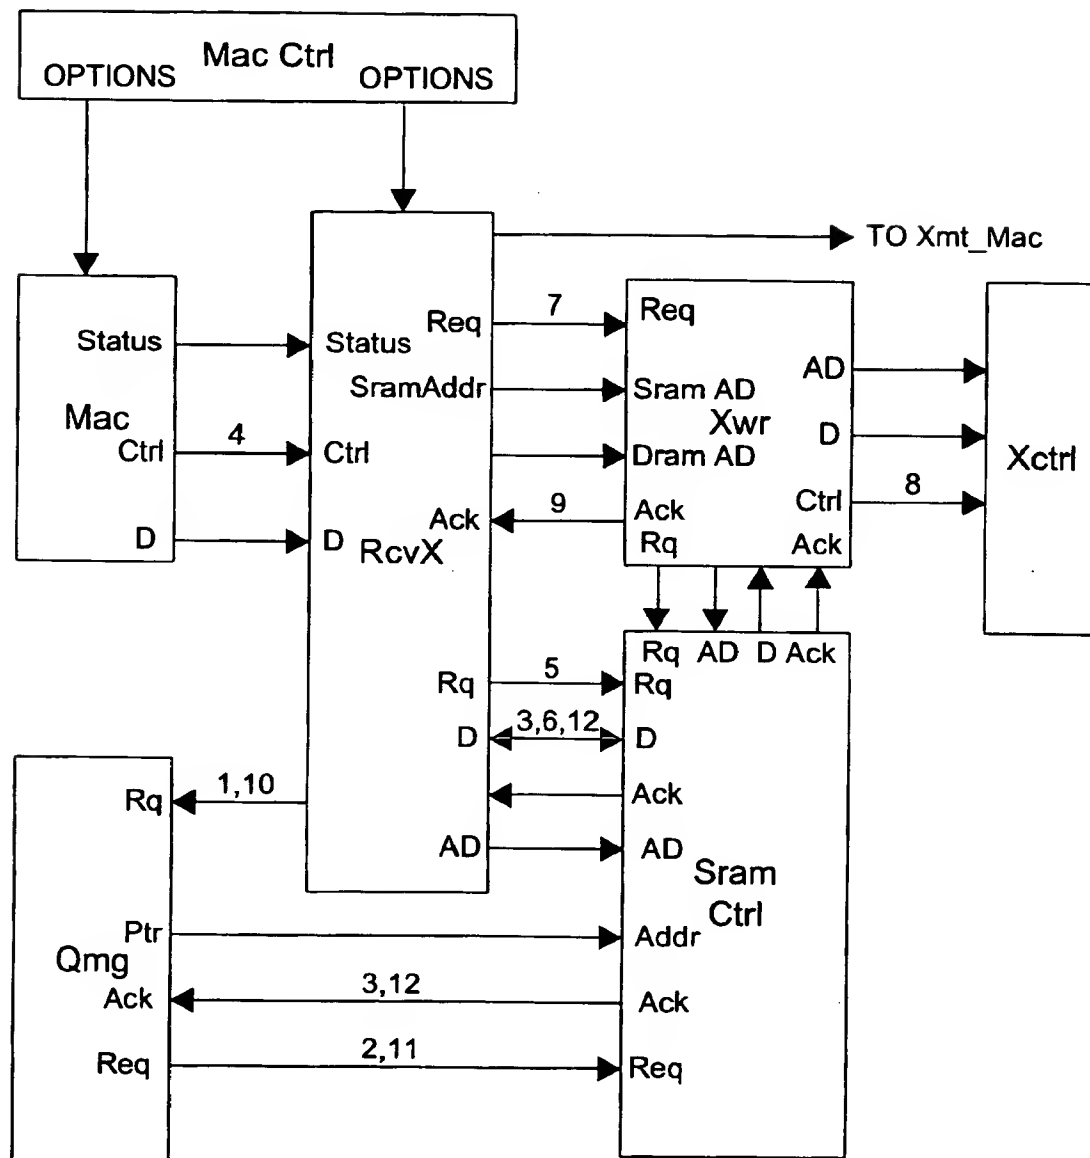 Mac Ctrl
OPTIONS OPTIONS
TO Xmt_Mac
Status
Mac
Ctrl
D
4
Status
Ctrl
D
RcvX
Req
SramAddr
Ack
Rq
D
AD
7
9
Req
Sram AD
Xwr
Dram AD
Ack
Rq
AD
D
Ctrl
Ack
8
Xctrl
5
3,6,12
Rq AD D Ack
Rq
D
Ack
AD
Sram
Ctrl
Addr
Ack
Req
1,10
Rq
Ptr
Qmg
Ack
Req
3,12
2,11